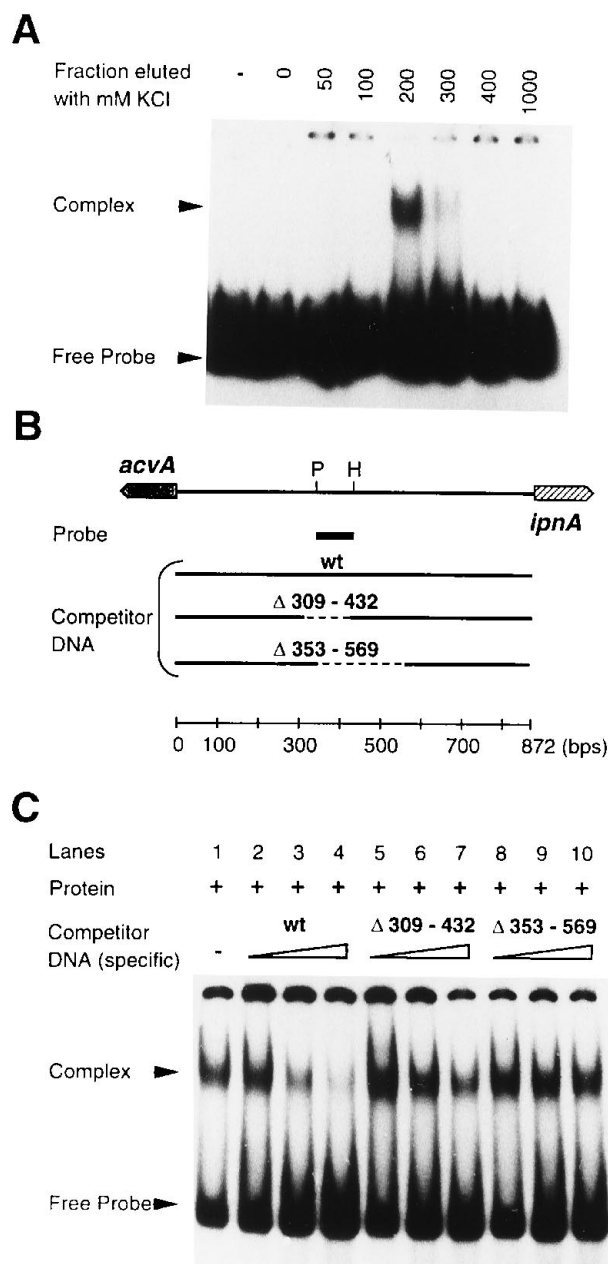 A
Fraction eluted with mM KCl
- 0 50 100 200 300 400 1000
Complex
Free Probe
B
acvA P H ipnA
Probe
wt
Δ 309 - 432
Competitor DNA
Δ 353 - 569
0 100 300 500 700 872 (bps)
C
Lanes 1 2 3 4 5 6 7 8 9 10
Protein + + + + + + + + + +
Competitor DNA (specific) - wt Δ 309 - 432 Δ 353 - 569
Complex
Free Probe